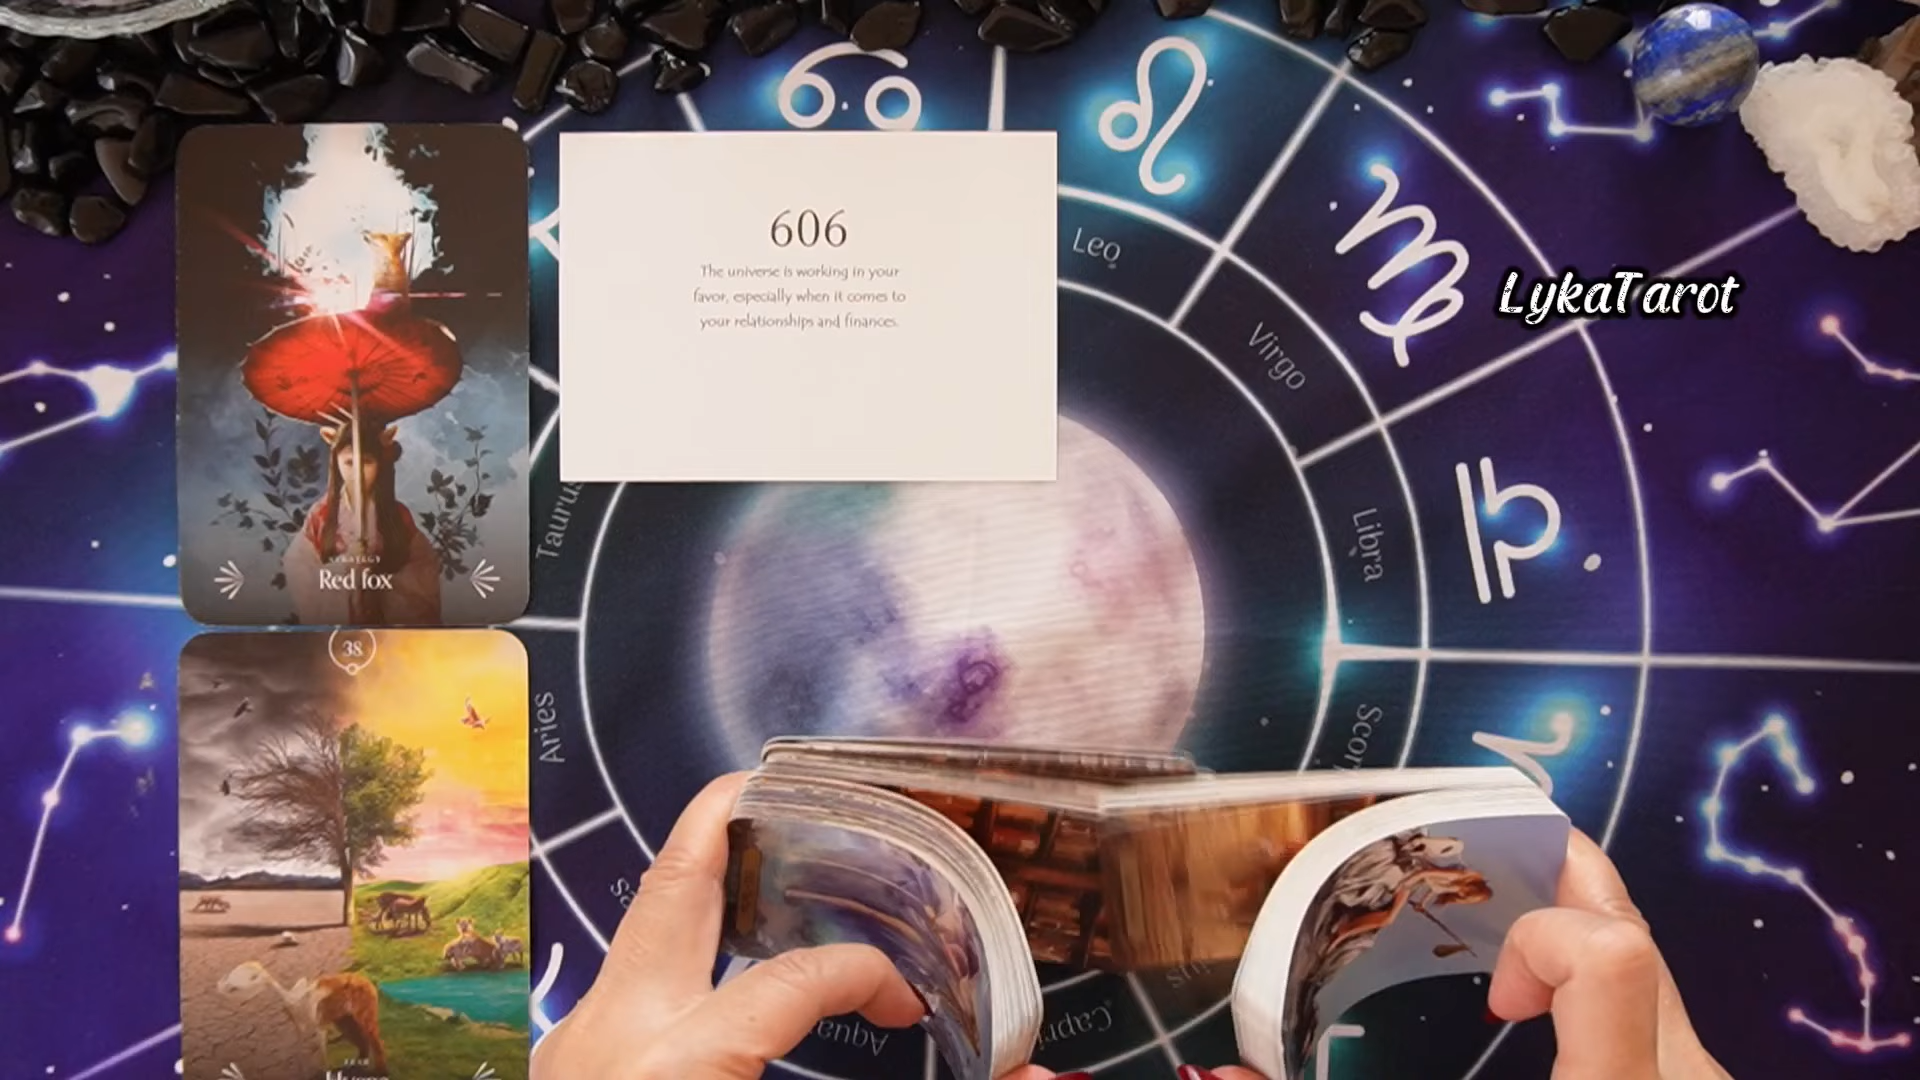 606
The universe is working in your
favor, especially when it comes to
your relationships and finances.
LykaTarot
STRATEGY
Red fox
38
Leo
Virgo
Libra
Taurus
Aries